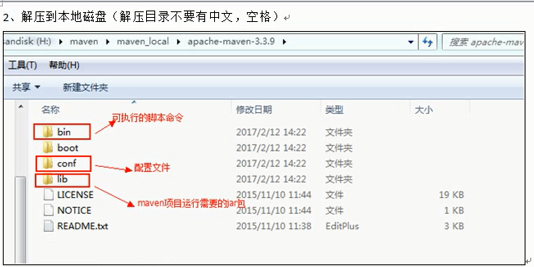 2、解压到本地磁盘（解压目录不要有中文，空格）
sandisk (H:) ▸ maven ▸ maven_local ▸ apache-maven-3.3.9 ▸ 搜索 apache-mav
工具(T) 帮助(H)
共享 ▾ 新建文件夹
名称 修改日期 类型 大小
可执行的脚本命令
bin 2017/2/12 14:22 文件夹
boot 2017/2/12 14:22 文件夹
conf 配置文件 2017/2/12 14:22 文件夹
lib 2017/2/12 14:22 文件夹
LICENSE 2015/11/10 11:44 文件 19 KB
maven项目运行需要的jar包
NOTICE 2015/11/10 11:44 文件 1 KB
README.txt 2015/11/10 11:38 EditPlus 3 KB